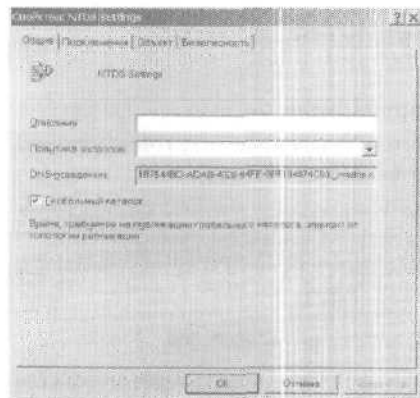 Свойства: NTDS Settings
Общие Подключения Объект Безопасность
NTDS Settings
Описание
Политика запросов
DNS-псевдоним
Глобальный каталог
Время, требуемое на публикацию глобального каталога, зависит от
топологии репликации
OK Отмена